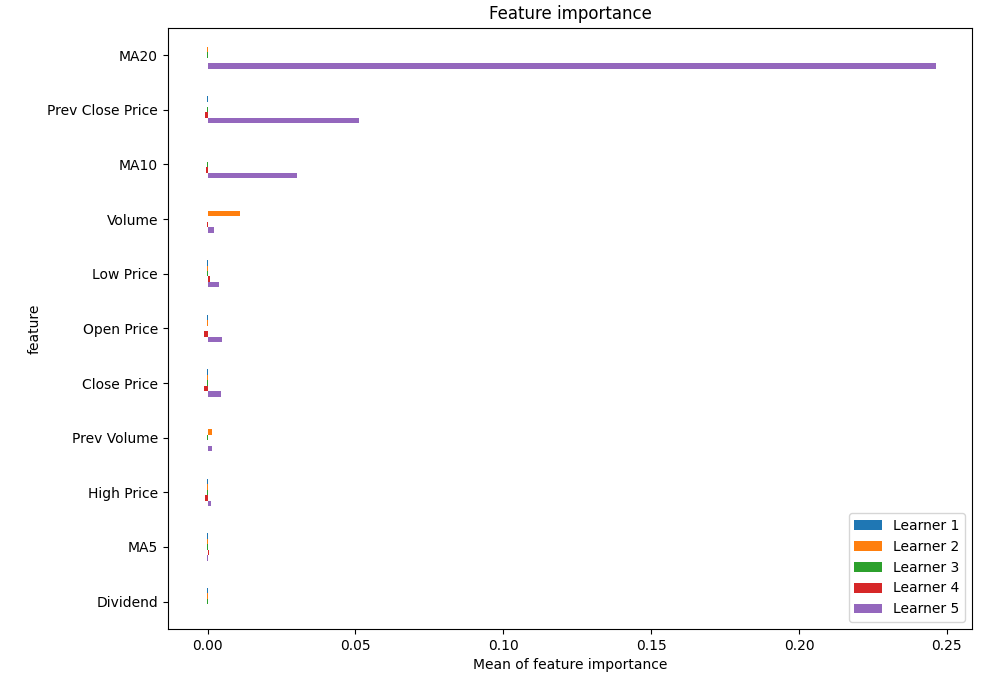 Feature importance
MA20
Prev Close Price
MA10
Volume
Low Price
Open Price
Close Price
Prev Volume
High Price
MA5
Dividend
feature
Learner 1
Learner 2
Learner 3
Learner 4
Learner 5
0.00 0.05 0.10 0.15 0.20 0.25
Mean of feature importance